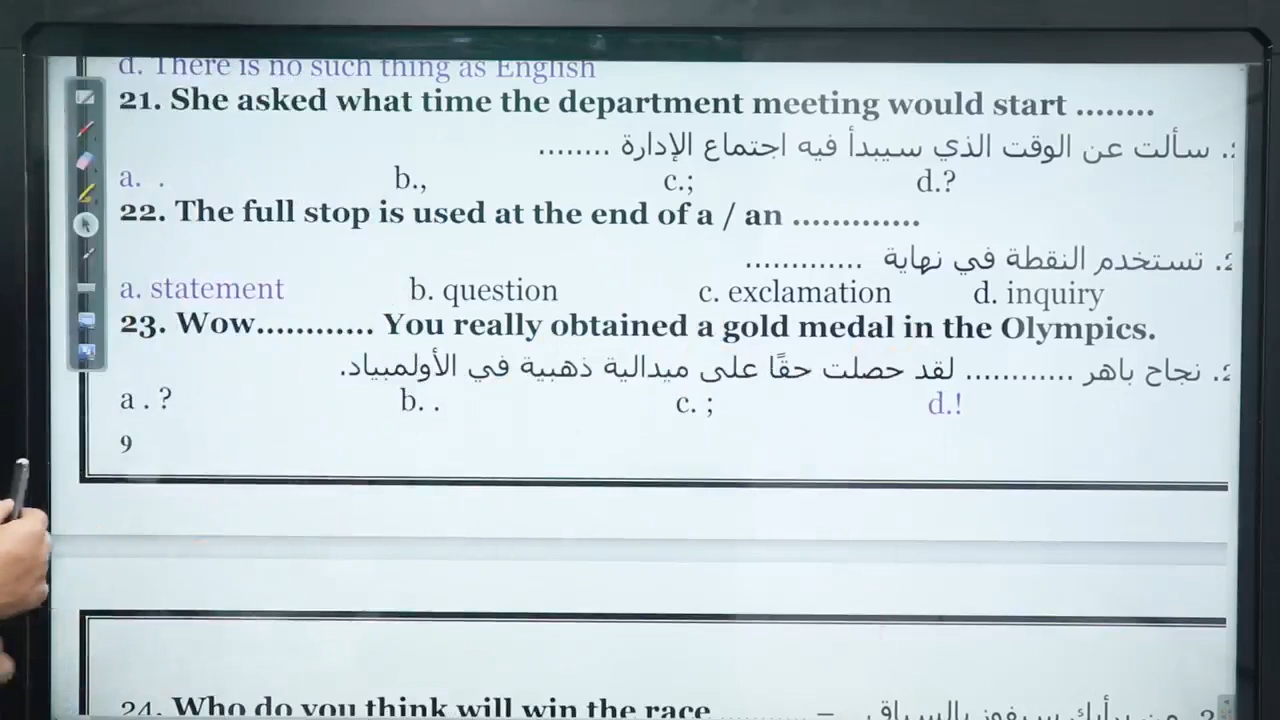 d. There is no such thing as English
21. She asked what time the department meeting would start ........
سألت عن الوقت الذي سيبدأ فيه اجتماع الإدارة ........
a. . b., c.; d.?
22. The full stop is used at the end of a / an .............
تستخدم النقطة في نهاية .............
a. statement b. question c. exclamation d. inquiry
23. Wow............ You really obtained a gold medal in the Olympics.
نجاح باهر ............ لقد حصلت حقًا على ميدالية ذهبية في الأولمبياد.
a . ? b. . c. ; d.!
9
24. Who do you think will win the race